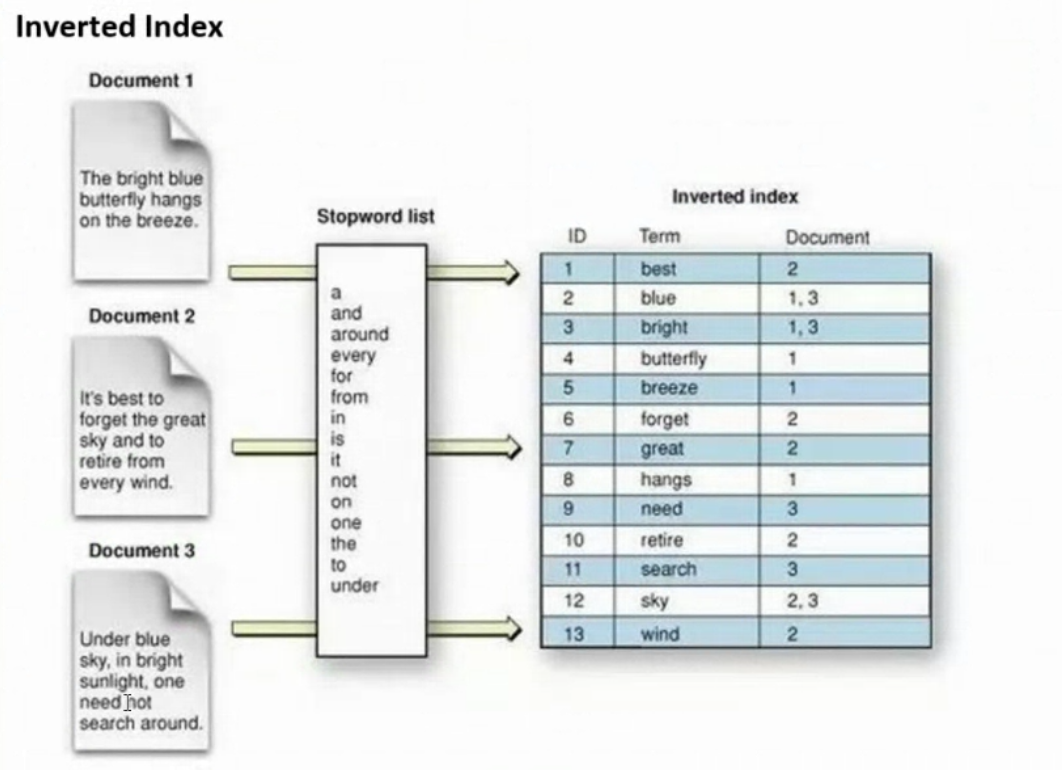 Inverted Index
Document 1
The bright blue
butterfly hangs
on the breeze.
Document 2
It's best to
forget the great
sky and to
retire from
every wind.
Document 3
Under blue
sky, in bright
sunlight, one
need not
search around.
Stopword list
a
and
around
every
for
from
in
is
it
not
on
one
the
to
under
Inverted index
ID Term Document
1 best 2
2 blue 1, 3
3 bright 1, 3
4 butterfly 1
5 breeze 1
6 forget 2
7 great 2
8 hangs 1
9 need 3
10 retire 2
11 search 3
12 sky 2, 3
13 wind 2